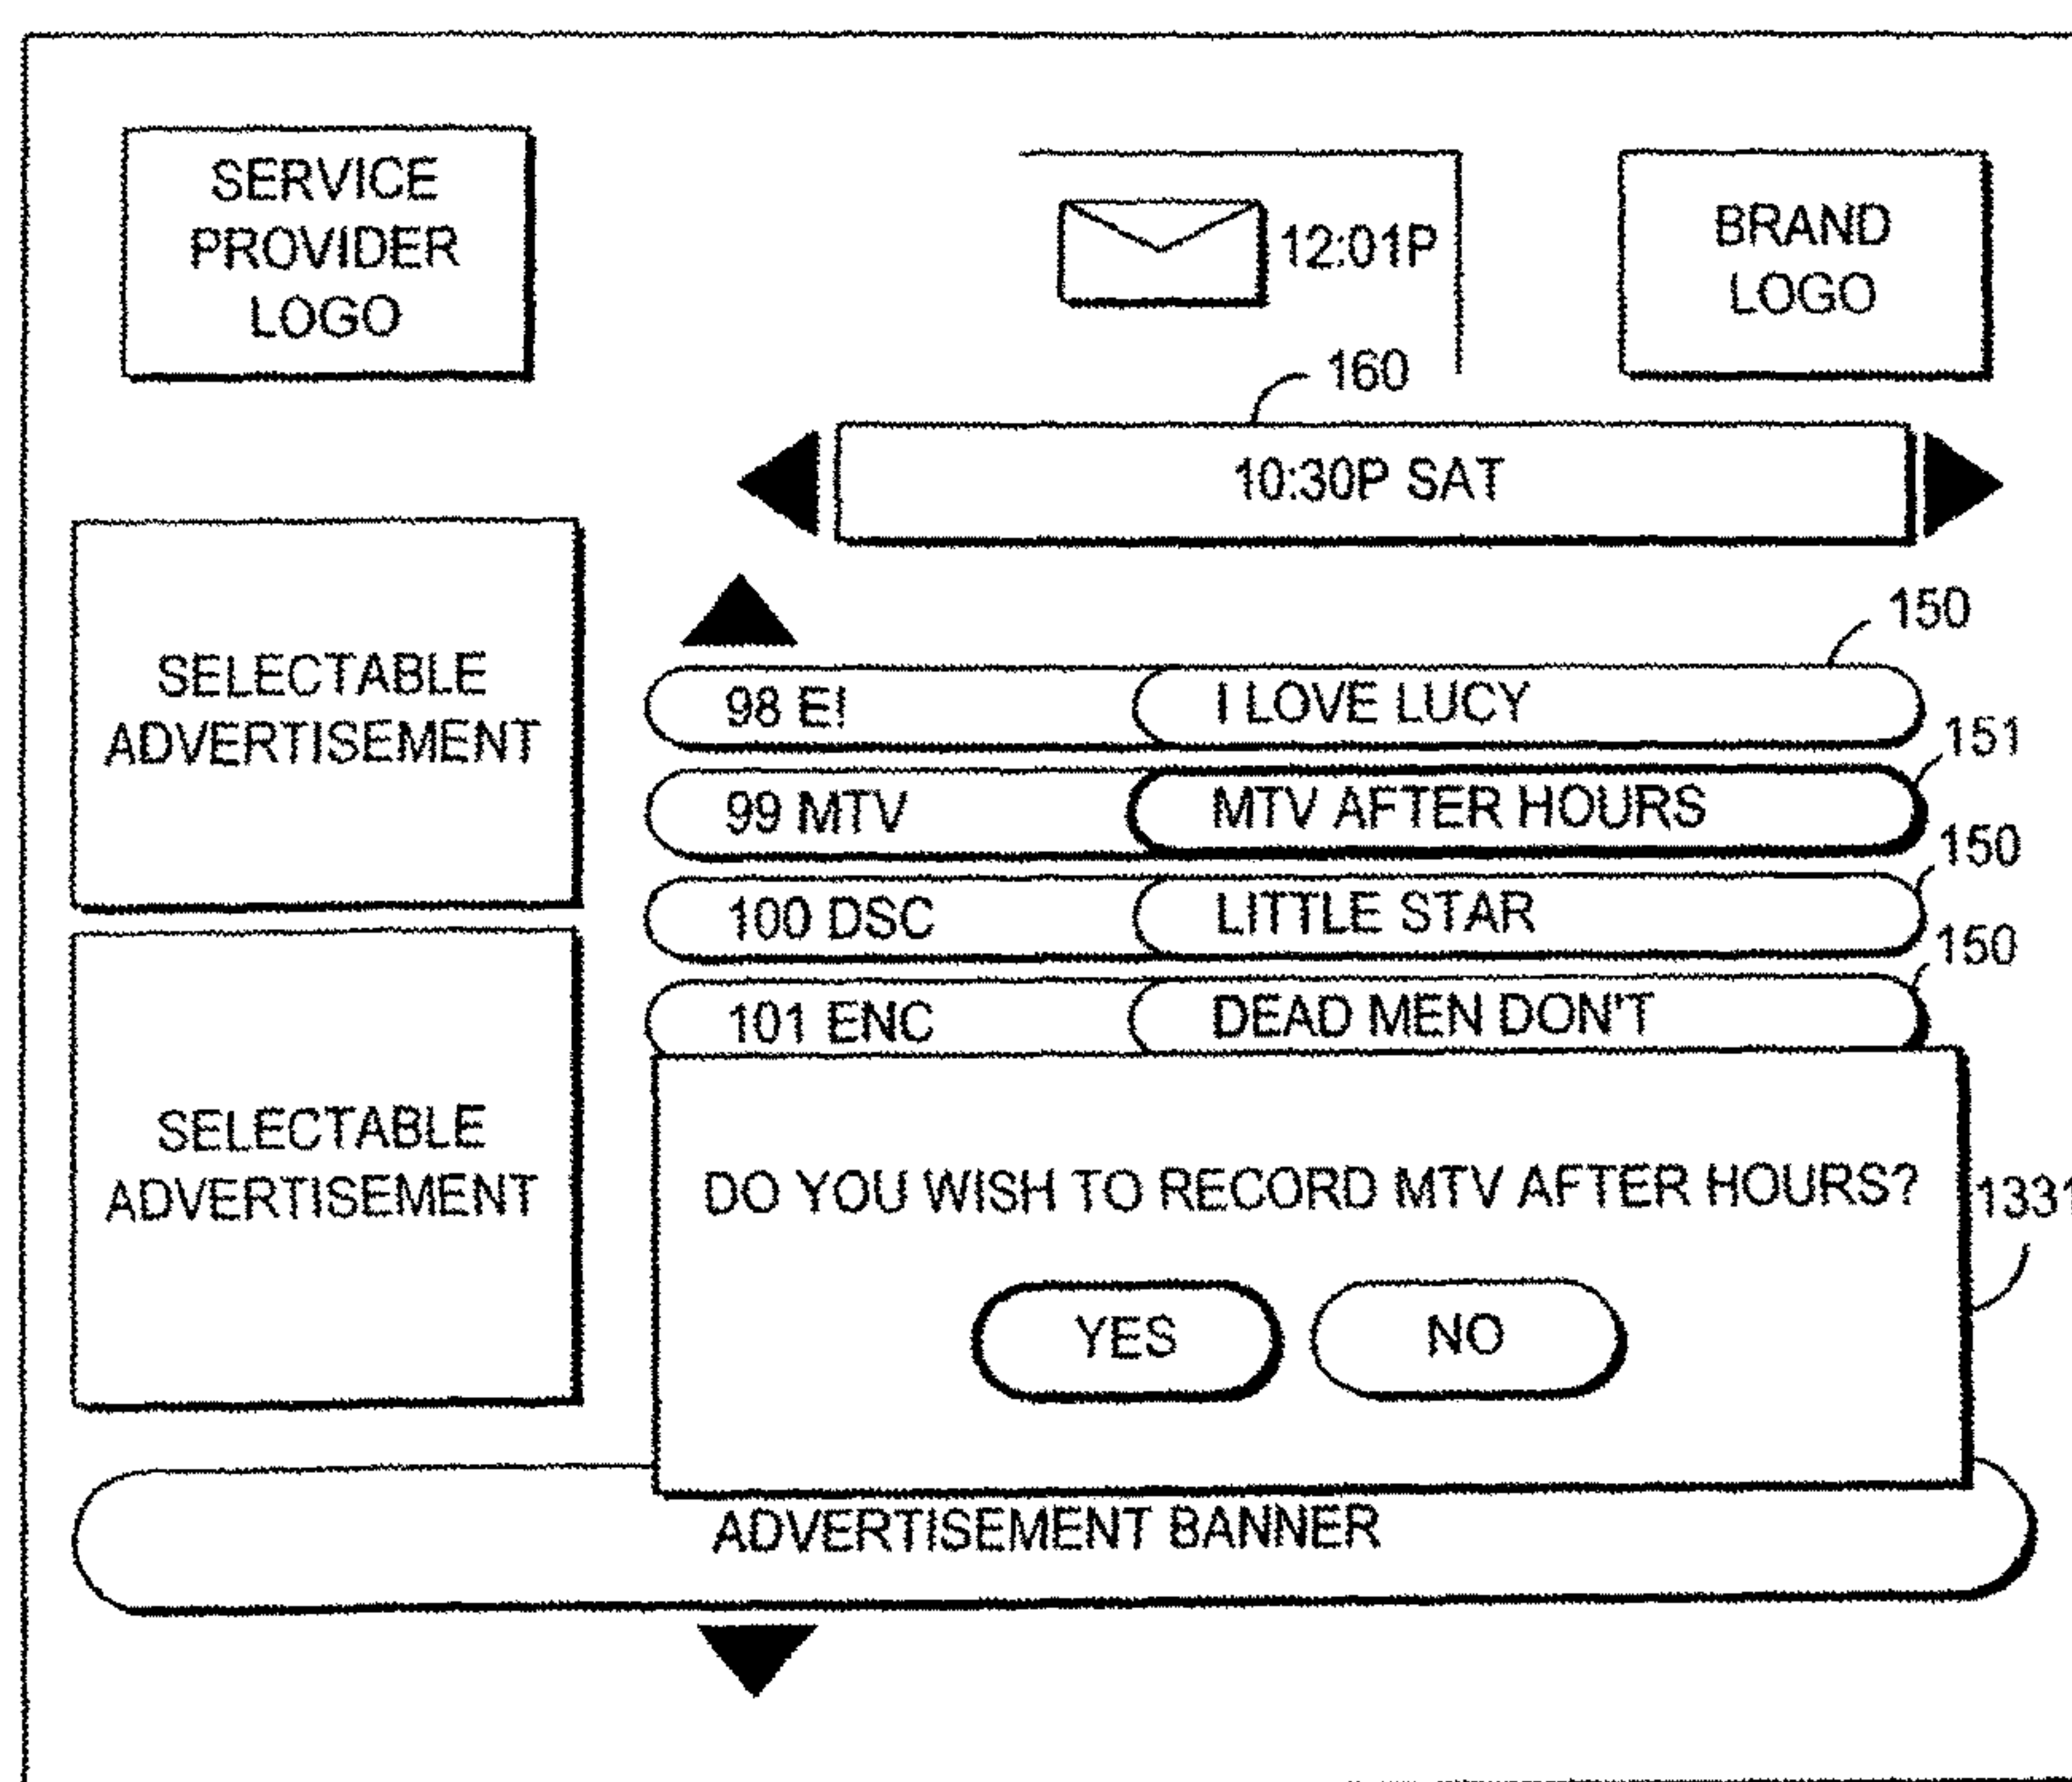 SERVICE
PROVIDER
LOGO
12:01P
BRAND
LOGO
160
10:30P SAT
SELECTABLE
ADVERTISEMENT
150
98 E! I LOVE LUCY
151
99 MTV MTV AFTER HOURS
150
100 DSC LITTLE STAR
150
101 ENC DEAD MEN DON'T
SELECTABLE
ADVERTISEMENT
DO YOU WISH TO RECORD MTV AFTER HOURS?
1331
YES NO
ADVERTISEMENT BANNER